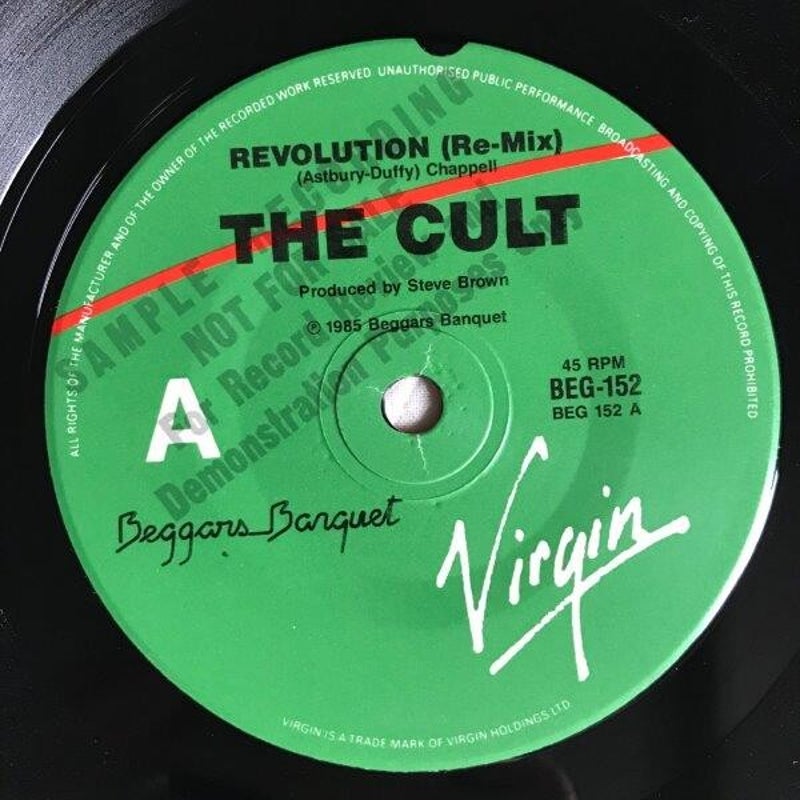 ALL RIGHTS OF THE MANUFACTURER AND OF THE OWNER OF THE RECORDED WORK RESERVED UNAUTHORISED PUBLIC PERFORMANCE BROADCASTING AND COPYING OF THIS RECORD PROHIBITED
REVOLUTION (Re-Mix)
(Astbury-Duffy) Chappell
THE CULT
Produced by Steve Brown
℗ 1985 Beggars Banquet
SAMPLE RECORDING
NOT FOR SALE
For Record Review and
Demonstration Purposes Only
45 RPM
BEG-152
BEG 152 A
A
Beggars Banquet
Virgin
VIRGIN IS A TRADE MARK OF VIRGIN HOLDINGS LTD